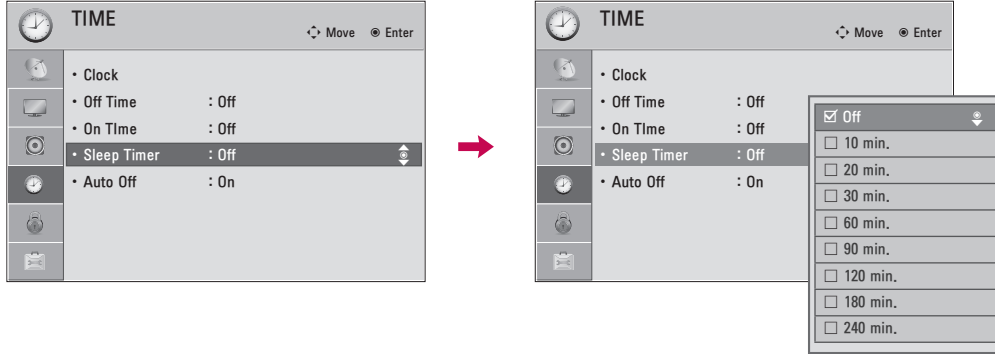 TIME
Move Enter
• Clock
• Off Time : Off
• On TIme : Off
• Sleep Timer : Off
• Auto Off : On
TIME
Move Enter
• Clock
• Off Time : Off
• On TIme : Off
• Sleep Timer : Off
• Auto Off : On
Off
10 min.
20 min.
30 min.
60 min.
90 min.
120 min.
180 min.
240 min.